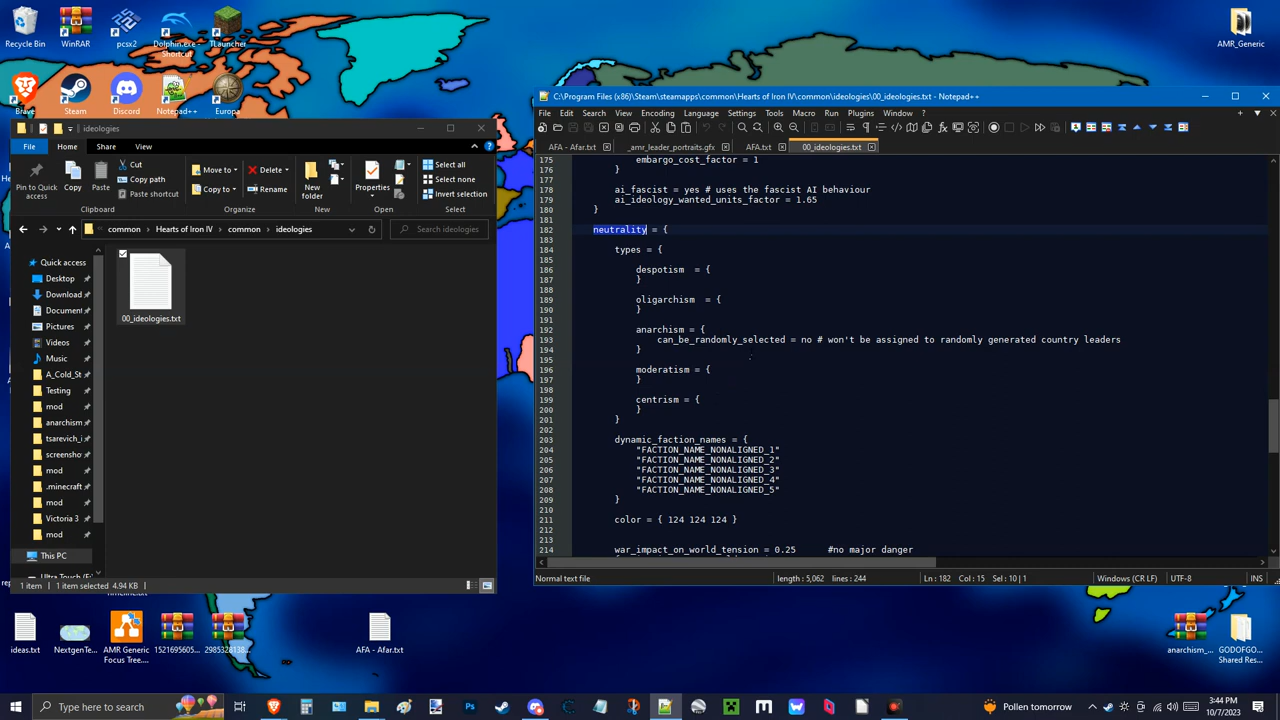 Recycle Bin
WinRAR
pcsx2
Dolphin.exe - Shortcut
TLauncher
AMR_Generic
Brave
Steam
Discord
Notepad++
Europa
ideologies
File
Home
Share
View
Pin to Quick access
Copy
Paste
Cut
Copy path
Clipboard
Move to
Copy to
Delete
Rename
Organize
New folder
New
Properties
Open
Select all
Select none
Invert selection
Select
common
Hearts of Iron IV
common
ideologies
Search ideologies
Quick access
Desktop
Download
Document
Pictures
Videos
Music
A_Cold_St
Testing
mod
anarchism
tsarevich_i
screensho
mod
.minecraft
mod
Victoria 3
mod
This PC
00_ideologies.txt
1 item
1 item selected 4.94 KB
C:\Program Files (x86)\Steam\steamapps\common\Hearts of Iron IV\common\ideologies\00_ideologies.txt - Notepad++
File Edit Search View Encoding Language Settings Tools Macro Run Plugins Window ?
AFA - Afar.txt
_amr_leader_portraits.gfx
AFA.txt
00_ideologies.txt
175 embargo_cost_factor = 1
176 }
177
178 ai_fascist = yes # uses the fascist AI behaviour
179 ai_ideology_wanted_units_factor = 1.65
180 }
181
182 neutrality = {
183
184 types = {
185
186 despotism = {
187 }
188
189 oligarchism = {
190 }
191
192 anarchism = {
193 can_be_randomly_selected = no # won't be assigned to randomly generated country leaders
194 }
195
196 moderatism = {
197 }
198
199 centrism = {
200 }
201 }
202
203 dynamic_faction_names = {
204 "FACTION_NAME_NONALIGNED_1"
205 "FACTION_NAME_NONALIGNED_2"
206 "FACTION_NAME_NONALIGNED_3"
207 "FACTION_NAME_NONALIGNED_4"
208 "FACTION_NAME_NONALIGNED_5"
209 }
210
211 color = { 124 124 124 }
212
213
214 war_impact_on_world_tension = 0.25 #no major danger
Normal text file
length : 5,062 lines : 244
Ln : 182 Col : 15 Sel : 10 | 1
Windows (CR LF)
UTF-8
INS
ideas.txt
NextgenTe...
AMR Generic Focus Tree....
1521695605...
2985328138...
AFA - Afar.txt
anarchism_...
GODOFGO... Shared Res...
Type here to search
Pollen tomorrow
3:44 PM
10/7/2023